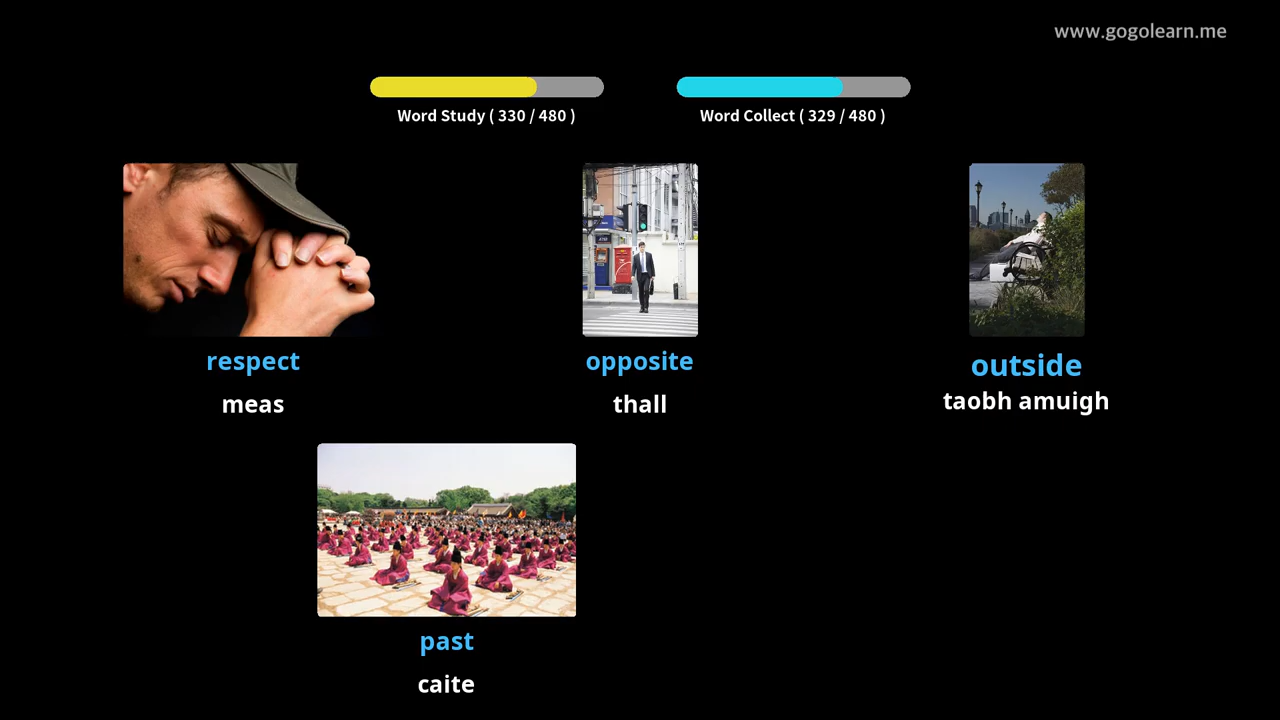 www.gogolearn.me
Word Study ( 330 / 480 )
Word Collect ( 329 / 480 )
respect
meas
opposite
thall
outside
taobh amuigh
past
caite